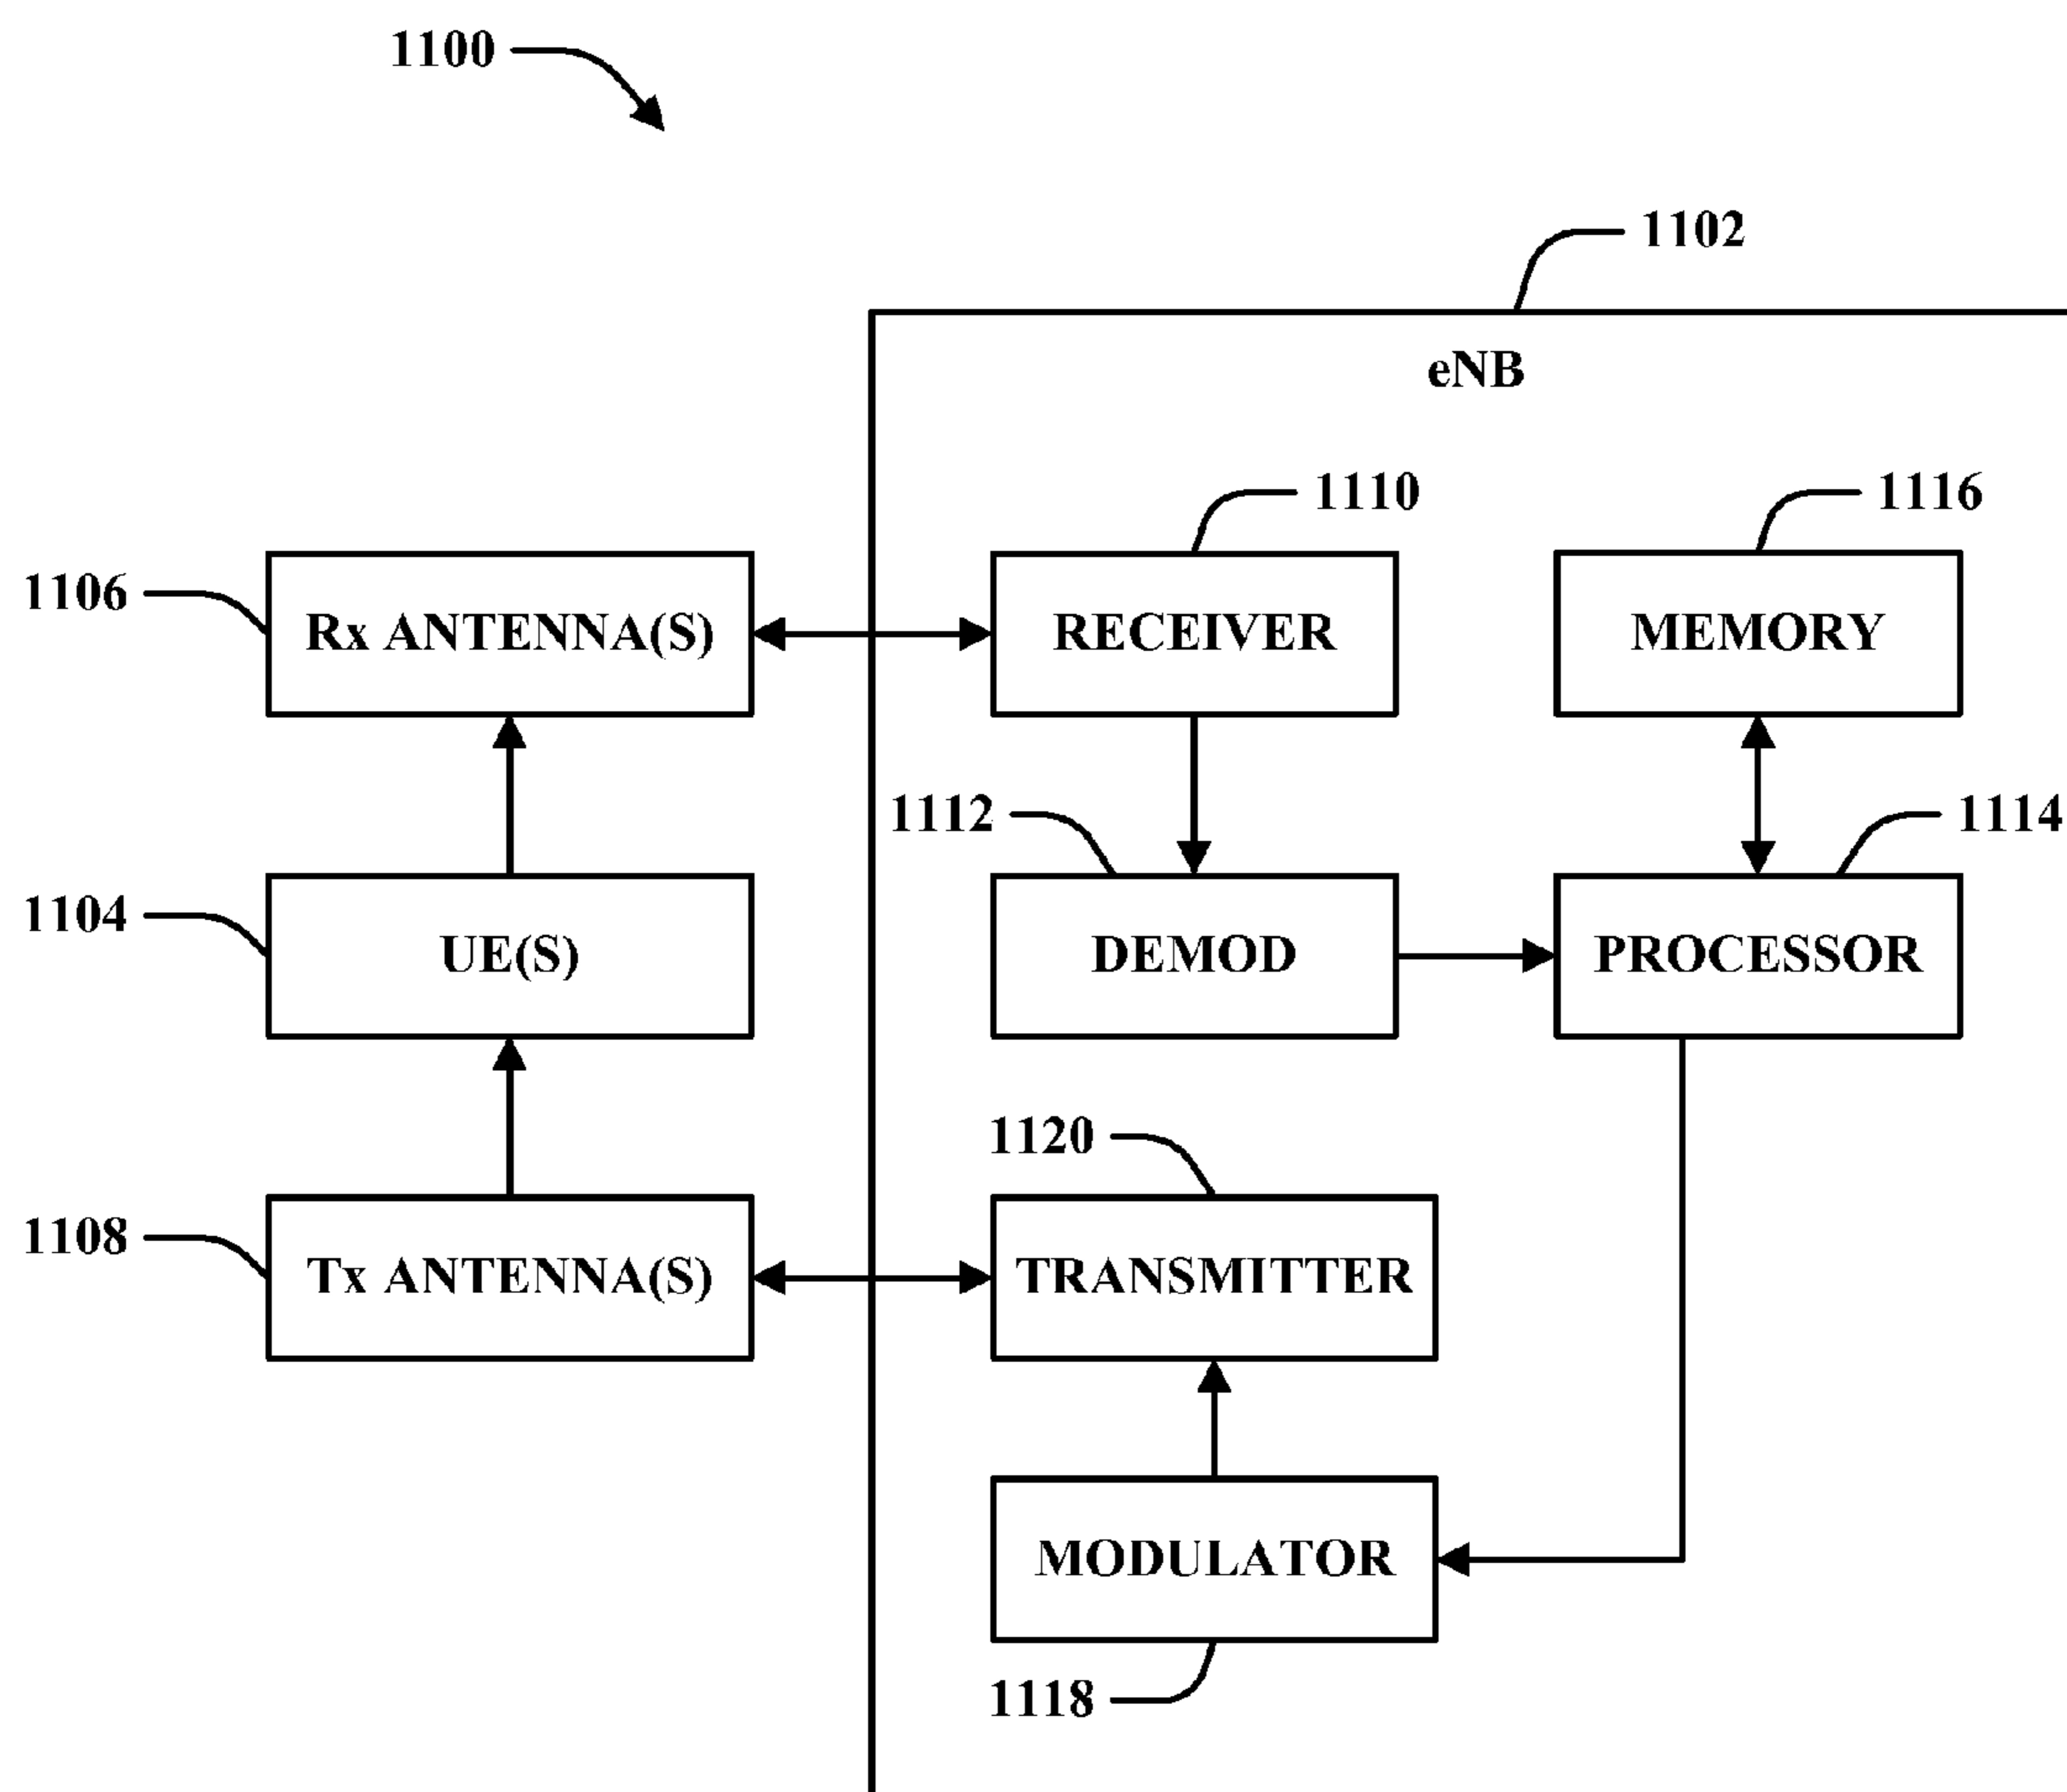 1100
1102
eNB
1110
1116
1106
Rx ANTENNA(S)
RECEIVER
MEMORY
1112
1114
1104
UE(S)
DEMOD
PROCESSOR
1120
1108
Tx ANTENNA(S)
TRANSMITTER
MODULATOR
1118